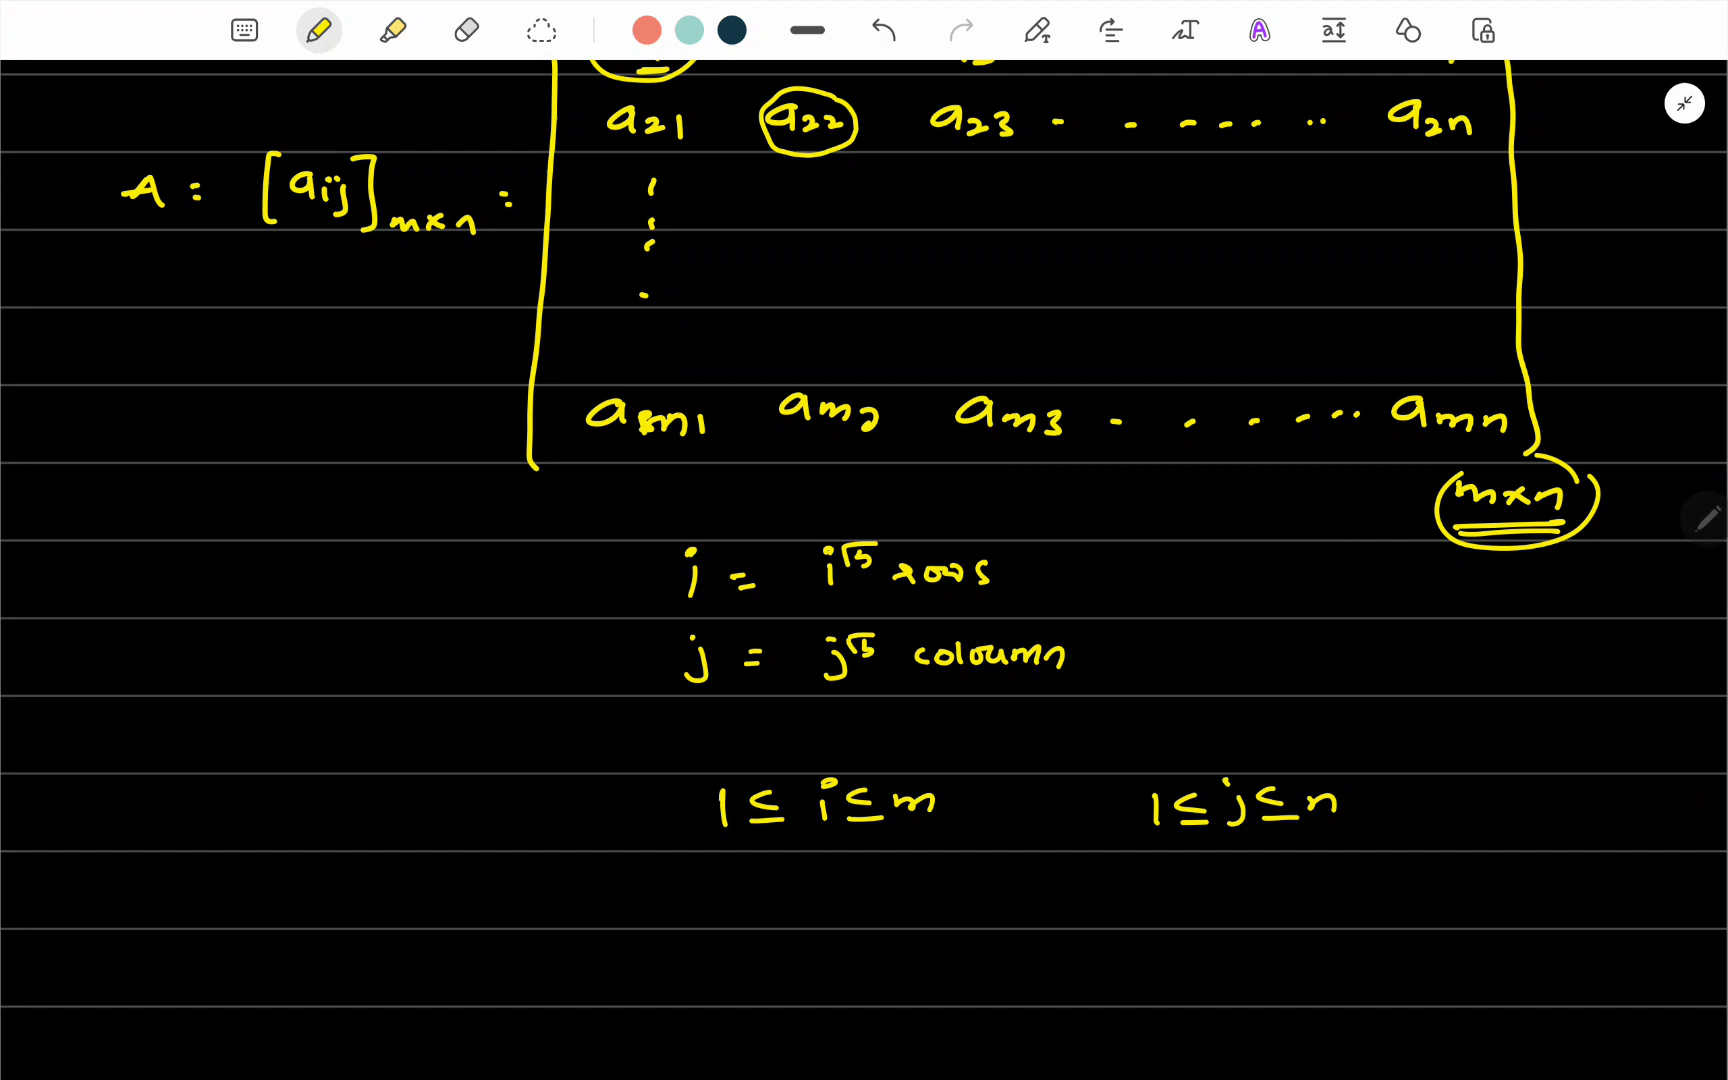 a21 a22 a23 - - - - - - .. a2n
A = [aij]m×n =
am1 am2 am3 - . . - - .. amn
m×n
i = ith rows
j = jth coloumn
1 ≤ i ≤ m 1 ≤ j ≤ n